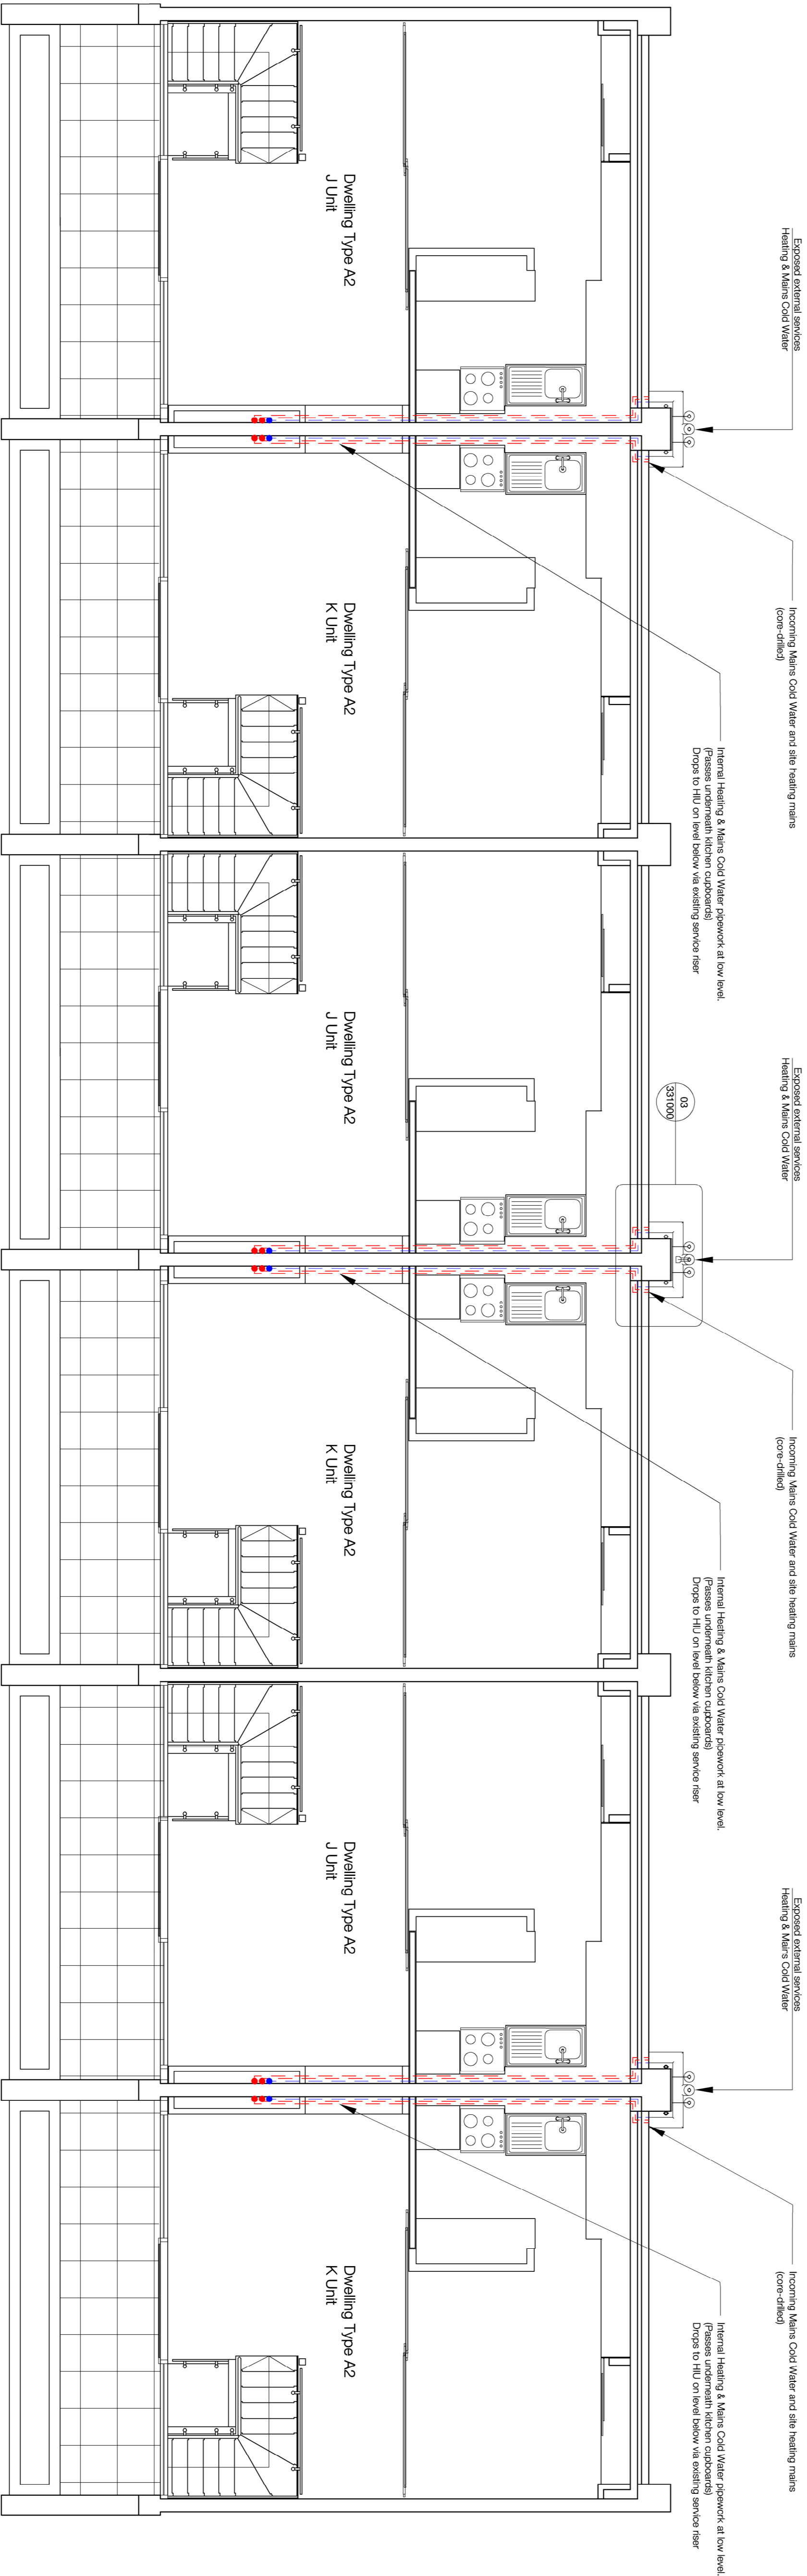 Exposed external services
Heating & Mains Cold Water
Incoming Mains Cold Water and site heating mains
(core-drilled)
Internal Heating & Mains Cold Water pipework at low level.
(Passes underneath kitchen cupboards)
Drops to HIU on level below via existing service riser
Dwelling Type A2
J Unit
Dwelling Type A2
K Unit
Exposed external services
Heating & Mains Cold Water
03
331000
Incoming Mains Cold Water and site heating mains
(core-drilled)
Internal Heating & Mains Cold Water pipework at low level.
(Passes underneath kitchen cupboards)
Drops to HIU on level below via existing service riser
Dwelling Type A2
J Unit
Dwelling Type A2
K Unit
Exposed external services
Heating & Mains Cold Water
Incoming Mains Cold Water and site heating mains
(core-drilled)
Internal Heating & Mains Cold Water pipework at low level.
(Passes underneath kitchen cupboards)
Drops to HIU on level below via existing service riser
Dwelling Type A2
J Unit
Dwelling Type A2
K Unit